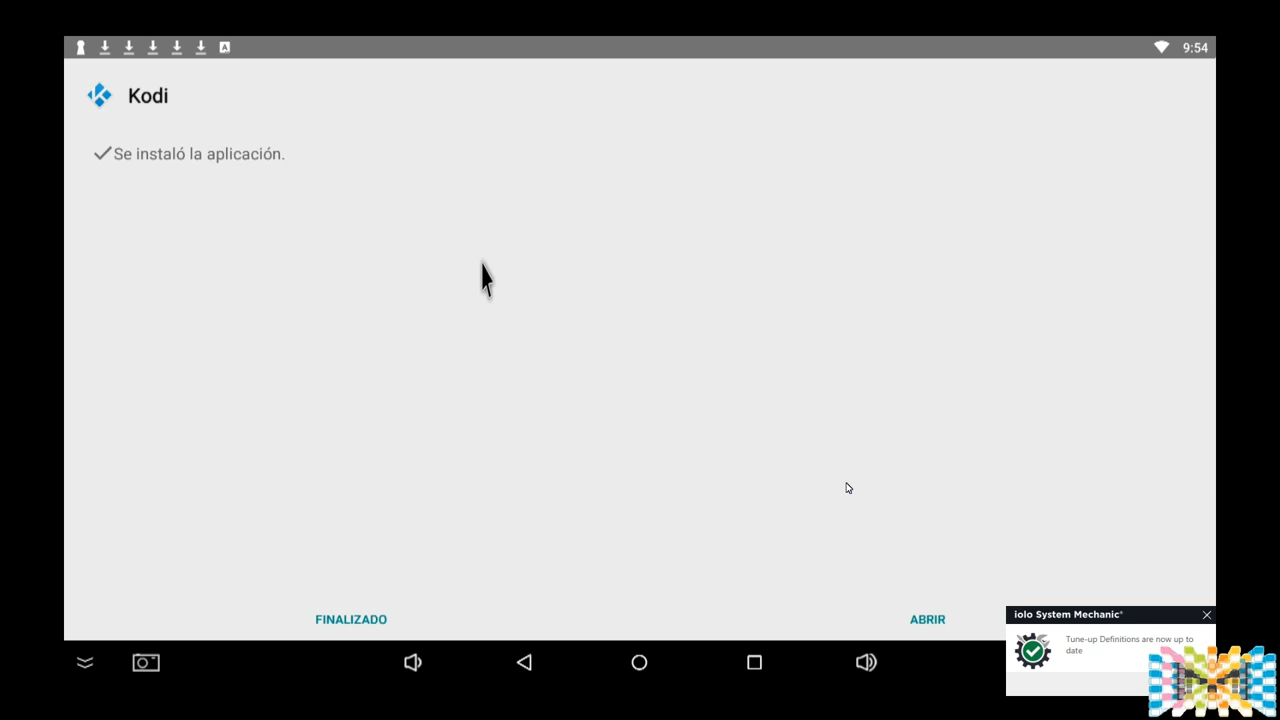 9:54
Kodi
Se instaló la aplicación.
FINALIZADO
ABRIR
iolo System Mechanic®
Tune-up Definitions are now up to
date